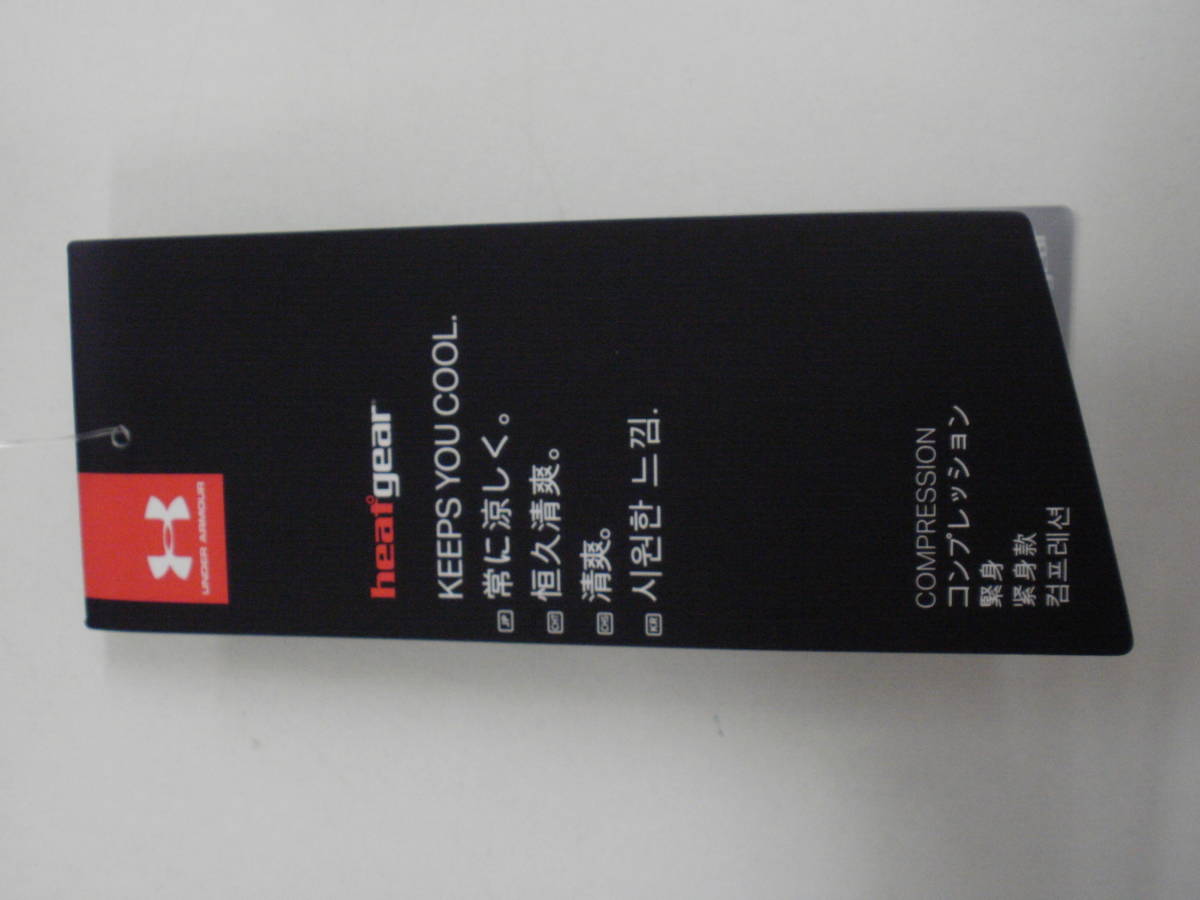 UNDER ARMOUR
heatgear
KEEPS YOU COOL.
JP 常に涼しく。
恒久清爽。
清爽。
KR 시원한 느낌.
COMPRESSION
コンプレッション
緊身
紧身款
컴프레션